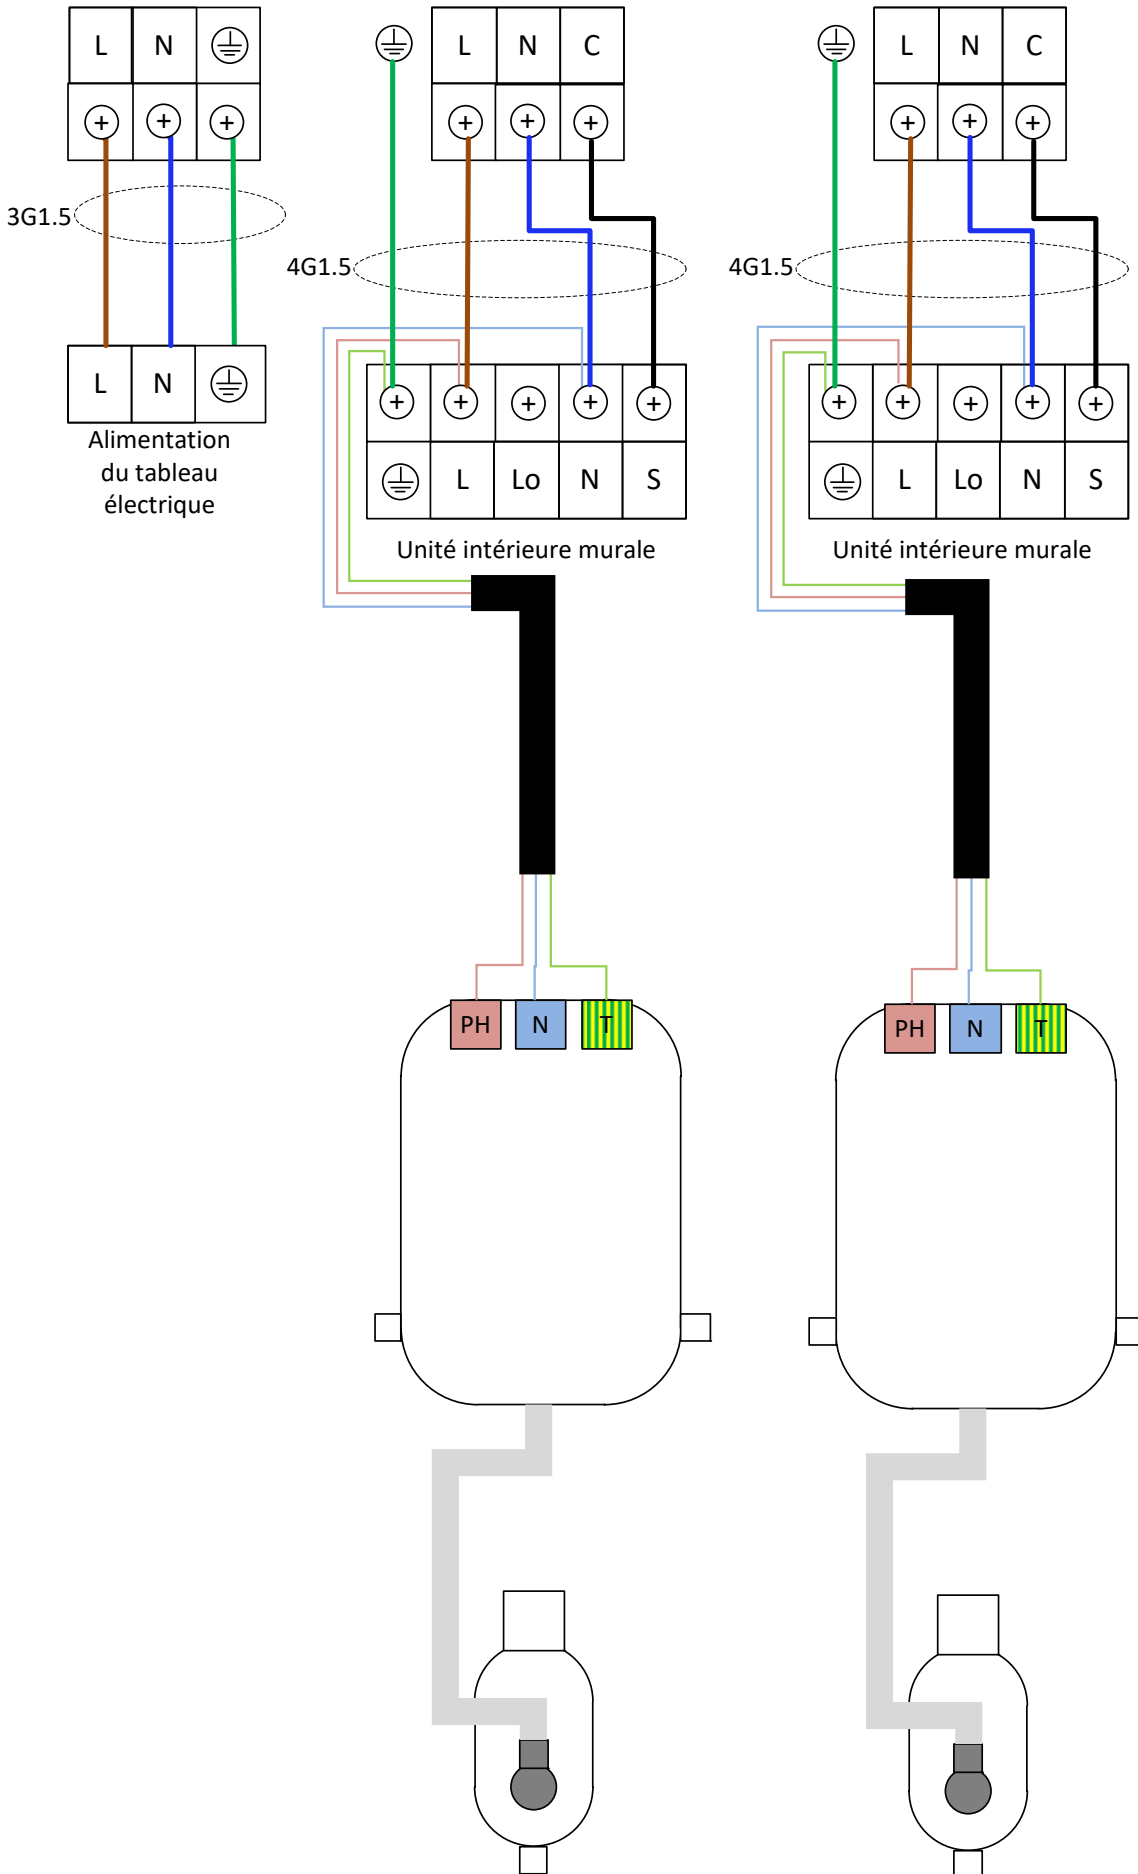 L N
L N C
L N C
3G1.5
4G1.5
4G1.5
L N
Alimentation
du tableau
électrique
L Lo N S
L Lo N S
Unité intérieure murale
Unité intérieure murale
PH N T
PH N T